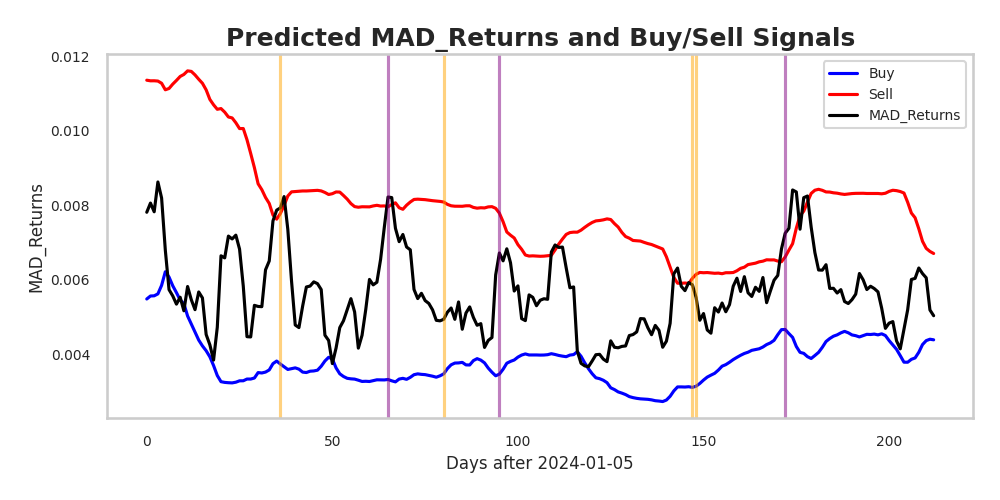 Predicted MAD_Returns and Buy/Sell Signals
0.012
0.010
0.008
0.006
0.004
MAD_Returns
Buy
Sell
MAD_Returns
0
50
100
150
200
Days after 2024-01-05